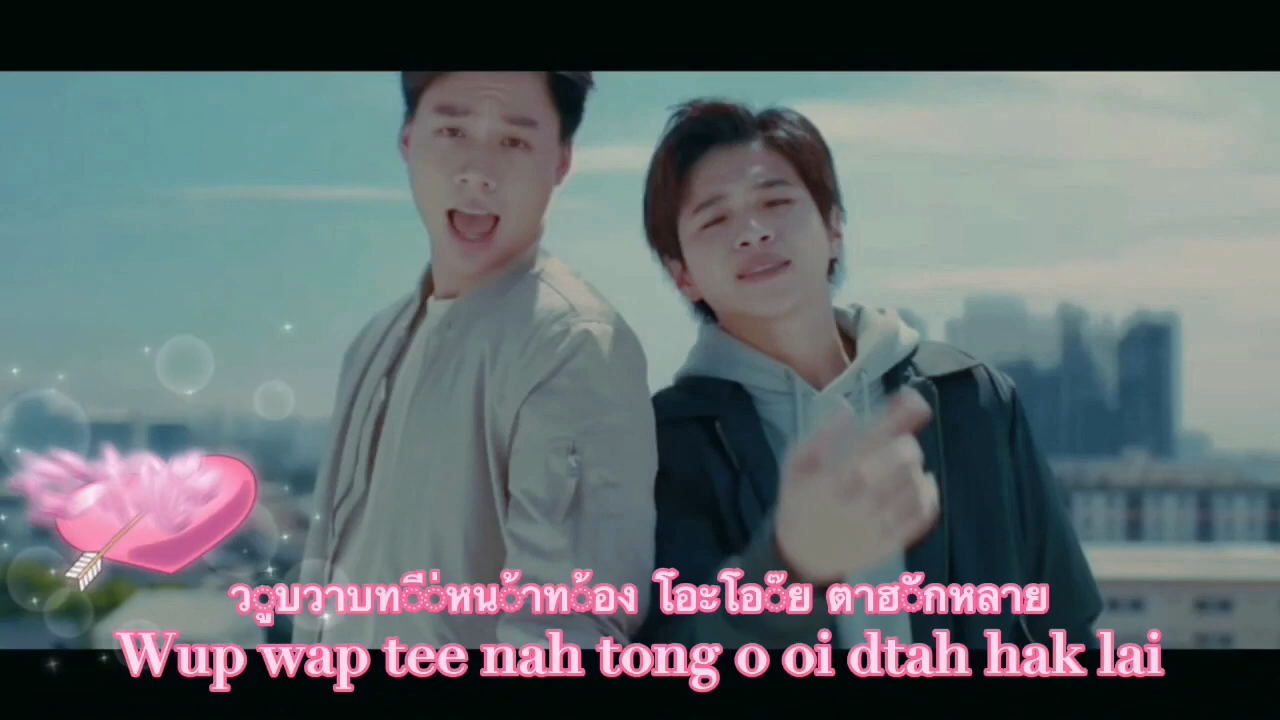 วูบวาบที่หน้าท้อง โอะโอ๊ย ตาฮักหลาย
Wup wap tee nah tong o oi dtah hak lai